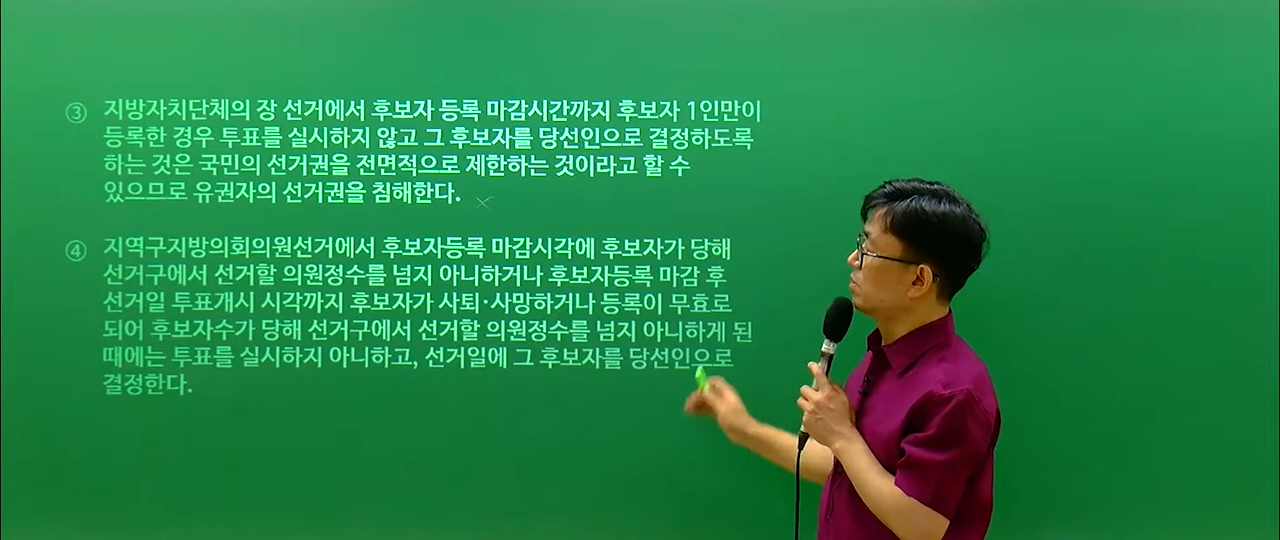 ③ 지방자치단체의 장 선거에서 후보자 등록 마감시간까지 후보자 1인만이
등록한 경우 투표를 실시하지 않고 그 후보자를 당선인으로 결정하도록
하는 것은 국민의 선거권을 전면적으로 제한하는 것이라고 할 수
있으므로 유권자의 선거권을 침해한다. ×
④ 지역구지방의회의원선거에서 후보자등록 마감시각에 후보자가 당해
선거구에서 선거할 의원정수를 넘지 아니하거나 후보자등록 마감 후
선거일 투표개시 시각까지 후보자가 사퇴·사망하거나 등록이 무효로
되어 후보자수가 당해 선거구에서 선거할 의원정수를 넘지 아니하게 된
때에는 투표를 실시하지 아니하고, 선거일에 그 후보자를 당선인으로
결정한다.